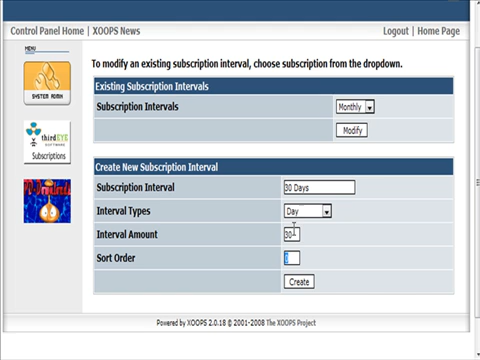 Control Panel Home | XOOPS News
Logout | Home Page
MENU
SYSTEM ADMIN
thirdEYE
SOFTWARE
Subscriptions
PD-Downloads
To modify an existing subscription interval, choose subscription from the dropdown.
Existing Subscription Intervals
Subscription Intervals Monthly
Modify
Create New Subscription Interval
Subscription Interval 30 Days
Interval Types Day
Interval Amount 30
Sort Order 0
Create
Powered by XOOPS 2.0.18 © 2001-2008 The XOOPS Project